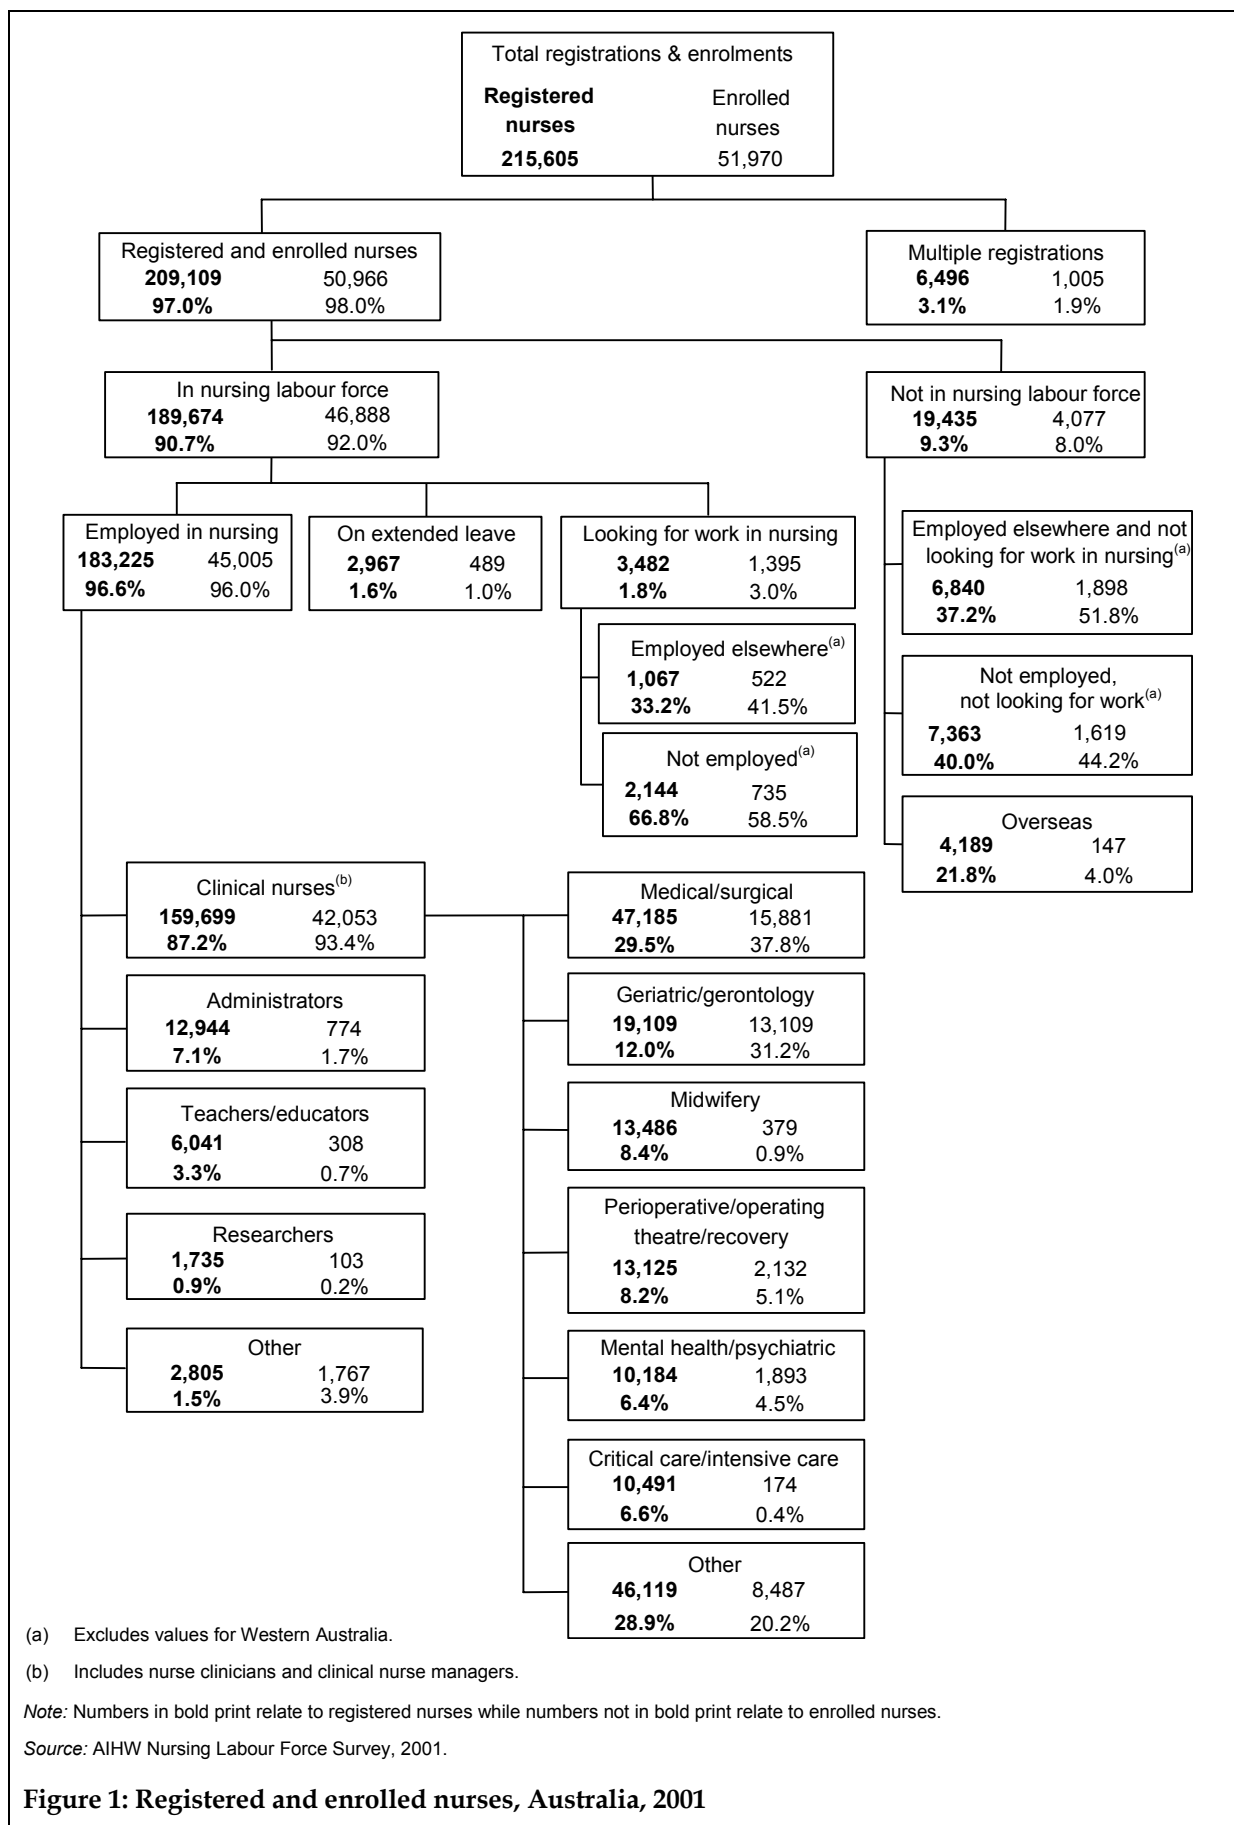 Total registrations & enrolments
Registered Enrolled
nurses nurses
215,605 51,970
Registered and enrolled nurses
209,109 50,966
97.0% 98.0%
Multiple registrations
6,496 1,005
3.1% 1.9%
In nursing labour force
189,674 46,888
90.7% 92.0%
Not in nursing labour force
19,435 4,077
9.3% 8.0%
Employed in nursing
183,225 45,005
96.6% 96.0%
On extended leave
2,967 489
1.6% 1.0%
Looking for work in nursing
3,482 1,395
1.8% 3.0%
Employed elsewhere(a)
1,067 522
33.2% 41.5%
Not employed(a)
2,144 735
66.8% 58.5%
Employed elsewhere and not
looking for work in nursing(a)
6,840 1,898
37.2% 51.8%
Not employed,
not looking for work(a)
7,363 1,619
40.0% 44.2%
Overseas
4,189 147
21.8% 4.0%
Clinical nurses(b)
159,699 42,053
87.2% 93.4%
Administrators
12,944 774
7.1% 1.7%
Teachers/educators
6,041 308
3.3% 0.7%
Researchers
1,735 103
0.9% 0.2%
Other
2,805 1,767
1.5% 3.9%
Medical/surgical
47,185 15,881
29.5% 37.8%
Geriatric/gerontology
19,109 13,109
12.0% 31.2%
Midwifery
13,486 379
8.4% 0.9%
Perioperative/operating
theatre/recovery
13,125 2,132
8.2% 5.1%
Mental health/psychiatric
10,184 1,893
6.4% 4.5%
Critical care/intensive care
10,491 174
6.6% 0.4%
Other
46,119 8,487
28.9% 20.2%
(a) Excludes values for Western Australia.
(b) Includes nurse clinicians and clinical nurse managers.
Note: Numbers in bold print relate to registered nurses while numbers not in bold print relate to enrolled nurses.
Source: AIHW Nursing Labour Force Survey, 2001.
Figure 1: Registered and enrolled nurses, Australia, 2001